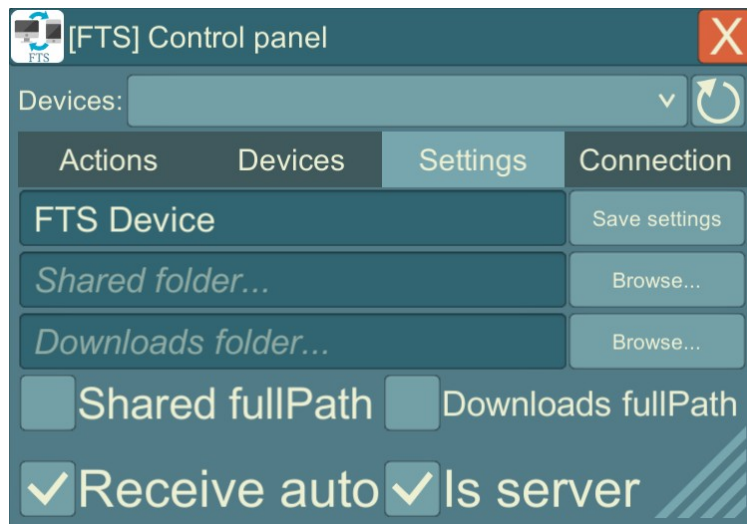 [FTS] Control panel X
FTS
Devices:
Actions Devices Settings Connection
FTS Device Save settings
Shared folder... Browse...
Downloads folder... Browse...
Shared fullPath Downloads fullPath
Receive auto Is server